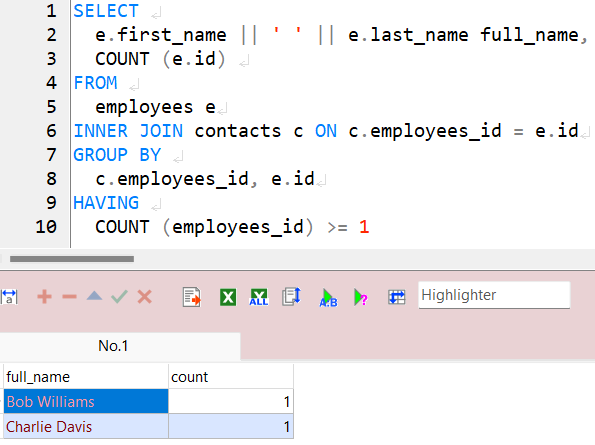 1 SELECT
2 e.first_name || ' ' || e.last_name full_name,
3 COUNT (e.id)
4 FROM
5 employees e
6 INNER JOIN contacts c ON c.employees_id = e.id
7 GROUP BY
8 c.employees_id, e.id
9 HAVING
10 COUNT (employees_id) >= 1
a X ALL A:B ? Highlighter
No.1
full_name count
Bob Williams 1
Charlie Davis 1